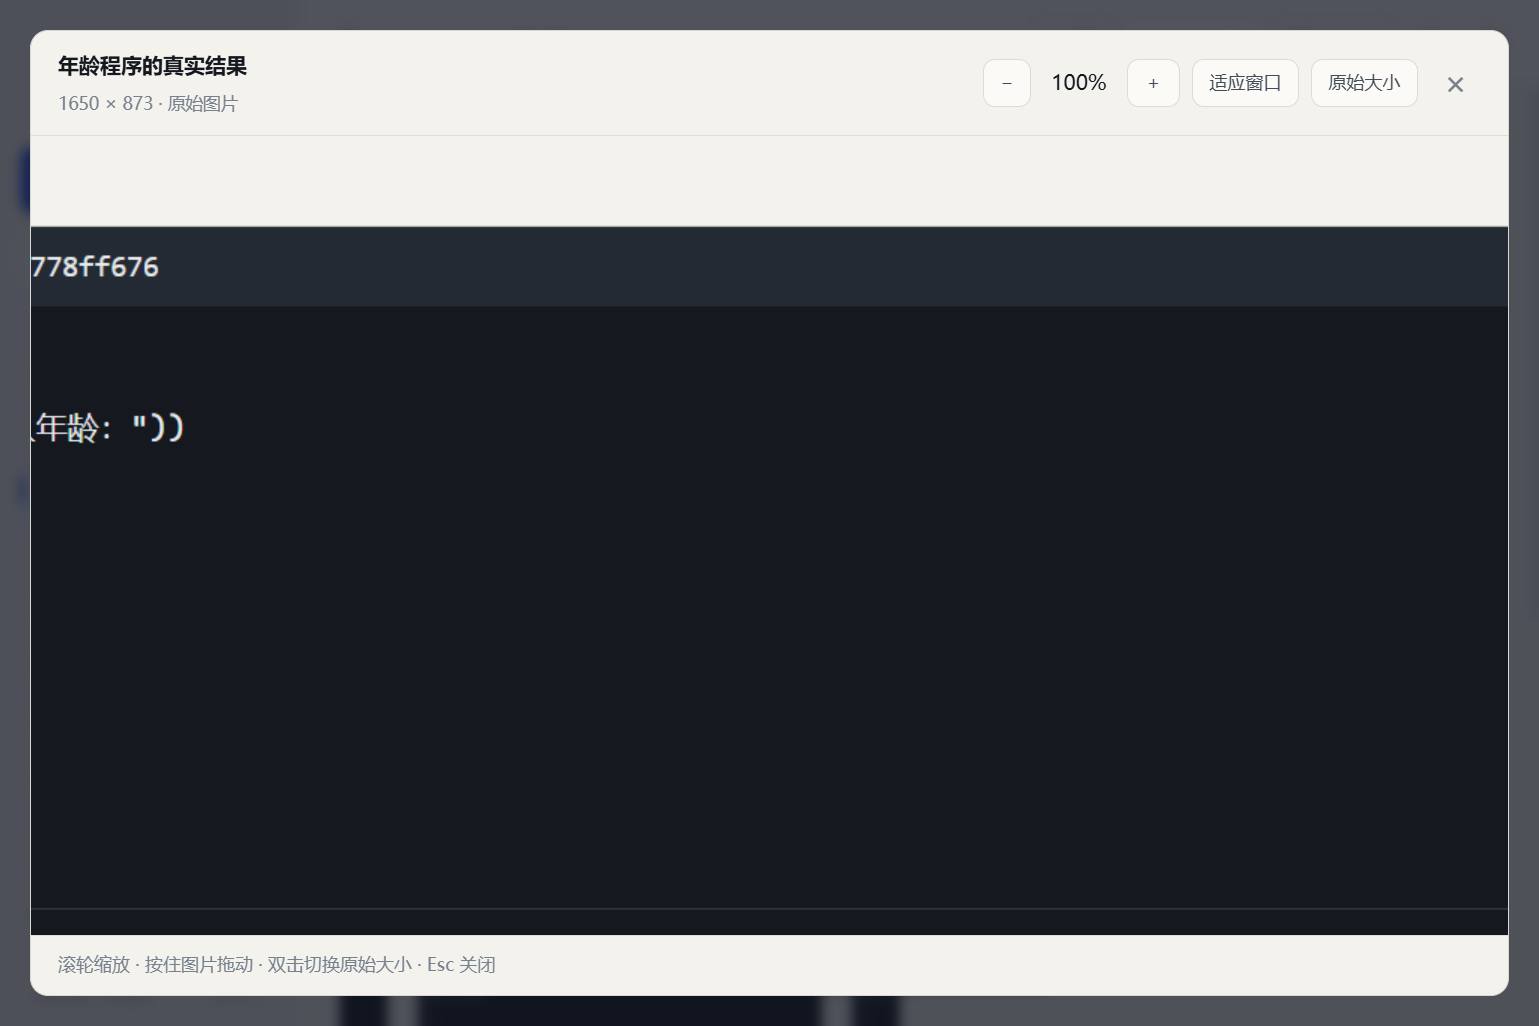 年龄程序的真实结果
1650 × 873 · 原始图片
− 100% + 适应窗口 原始大小 ×
778ff676
年龄: "))
滚轮缩放 · 按住图片拖动 · 双击切换原始大小 · Esc 关闭